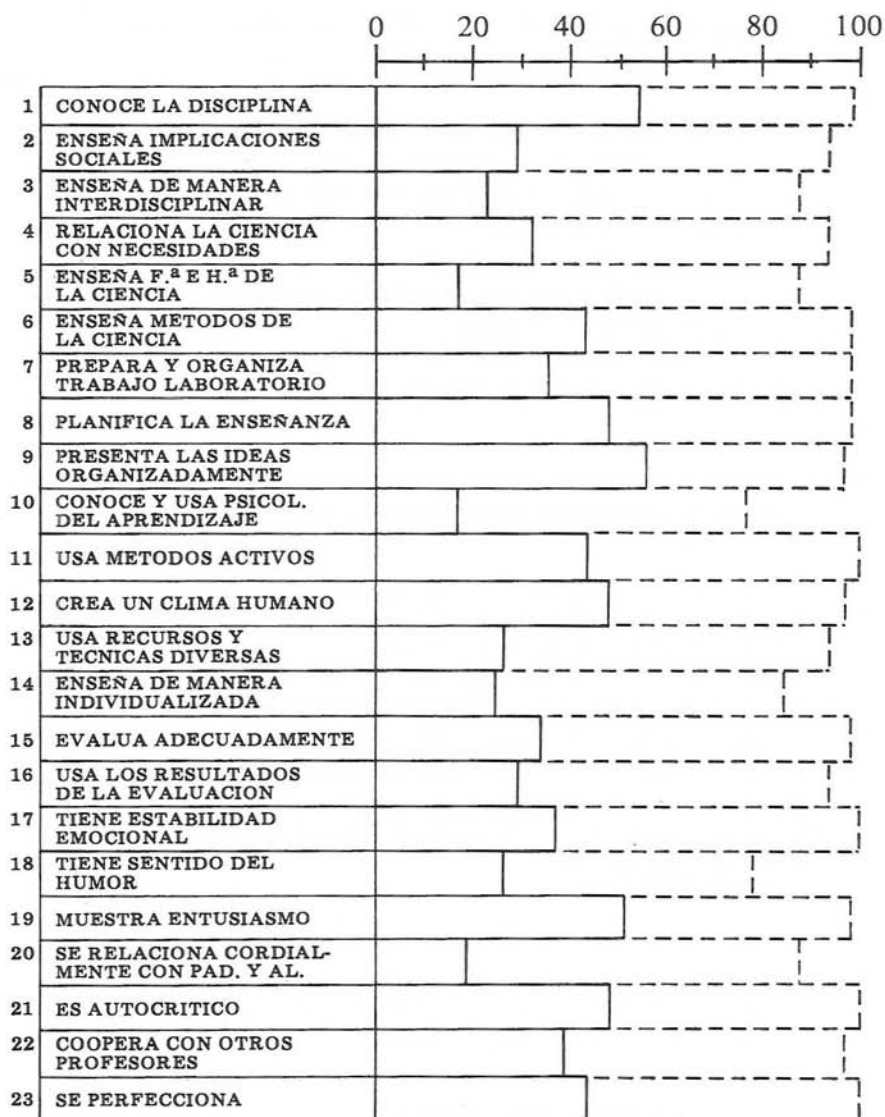 0 20 40 60 80 100
1 CONOCE LA DISCIPLINA
2 ENSEÑA IMPLICACIONES
SOCIALES
3 ENSEÑA DE MANERA
INTERDISCIPLINAR
4 RELACIONA LA CIENCIA
CON NECESIDADES
5 ENSEÑA F.ª E H.ª DE
LA CIENCIA
6 ENSEÑA METODOS DE
LA CIENCIA
7 PREPARA Y ORGANIZA
TRABAJO LABORATORIO
8 PLANIFICA LA ENSEÑANZA
9 PRESENTA LAS IDEAS
ORGANIZADAMENTE
10 CONOCE Y USA PSICOL.
DEL APRENDIZAJE
11 USA METODOS ACTIVOS
12 CREA UN CLIMA HUMANO
13 USA RECURSOS Y
TECNICAS DIVERSAS
14 ENSEÑA DE MANERA
INDIVIDUALIZADA
15 EVALUA ADECUADAMENTE
16 USA LOS RESULTADOS
DE LA EVALUACION
17 TIENE ESTABILIDAD
EMOCIONAL
18 TIENE SENTIDO DEL
HUMOR
19 MUESTRA ENTUSIASMO
20 SE RELACIONA CORDIAL-
MENTE CON PAD. Y AL.
21 ES AUTOCRITICO
22 COOPERA CON OTROS
PROFESORES
23 SE PERFECCIONA